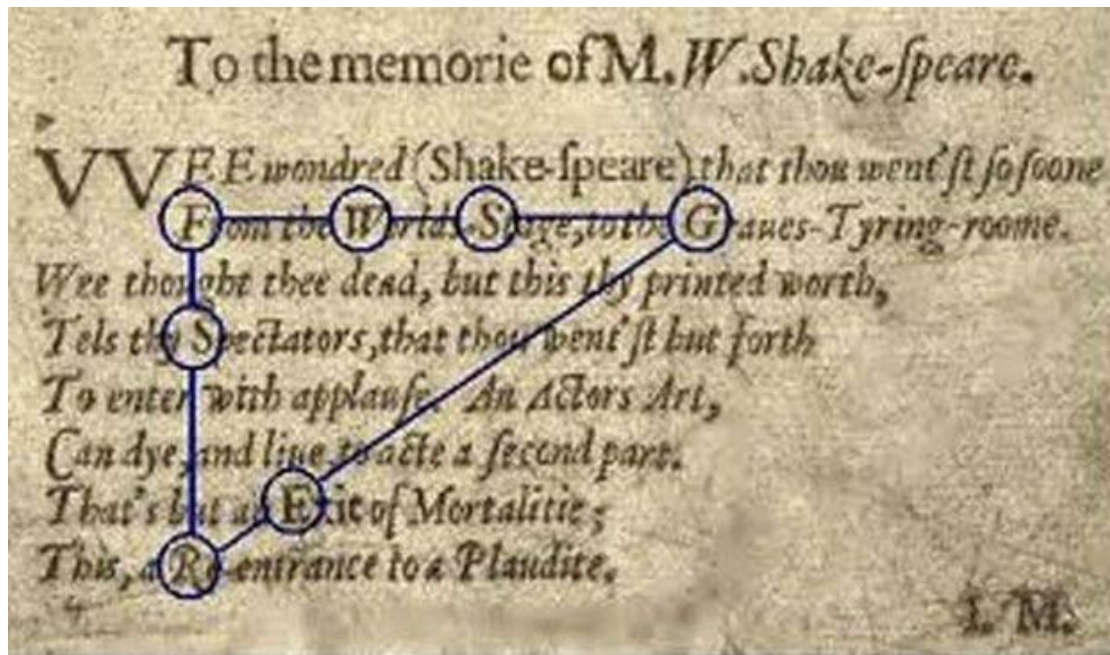 To the memorie of M. W. Shake-ſpeare.
VVEE wondred (Shake-ſpeare) that thou went'ſt ſo ſoone
From the Worlds-Stage, to the Graues-Tyring-roome.
Wee thought thee dead, but this thy printed worth,
Tels thy Spectators, that thou went'ſt but forth
To enter with applauſe. An Actors Art,
Can dye, and liue, to acte a ſecond part.
That's but an Exit of Mortalitie;
This, a Re-entrance to a Plaudite.
I. M.